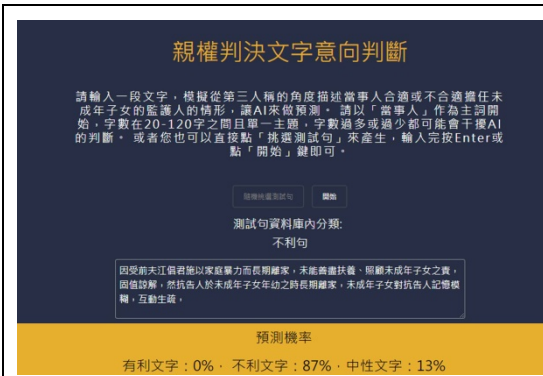 親權判決文字意向判斷
請輸入一段文字，模擬從第三人稱的角度描述當事人合適或不合適擔任未
成年子女的監護人的情形，讓AI來做預測。 請以「當事人」作為主詞開
始，字數在20-120字之間且單一主題，字數過多或過少都可能會干擾AI
的判斷。 或者您也可以直接點「挑選測試句」來產生，輸入完按Enter或
點「開始」鍵即可。
隨機挑選測試句 開始
測試句資料庫內分類:
不利句
因受前夫江倡君施以家庭暴力而長期離家，未能善盡扶養、照顧未成年子女之責，
固值諒解，然抗告人於未成年子女年幼之時長期離家，未成年子女對抗告人記憶模
糊，互動生疏，
預測機率
有利文字：0%． 不利文字：87%．中性文字：13%